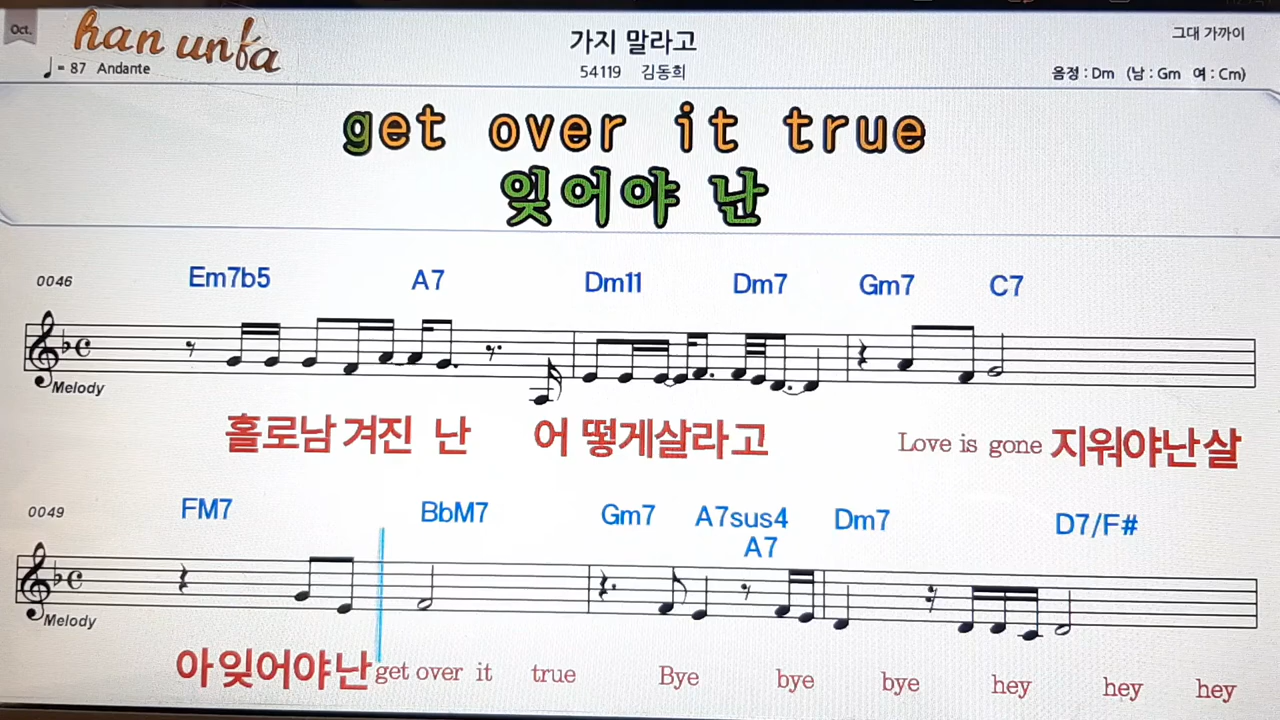 Oct.
han unfa
= 87 Andante
가지 말라고
54119 김동희
그대 가까이
음정 : Dm (남 : Gm 여 : Cm)
get over it true
잊어야 난
0046
Em7b5 A7 Dm11 Dm7 Gm7 C7
Melody
홀로남 겨진 난 어 떻게살라고 Love is gone 지워야난살
0049
FM7 BbM7 Gm7 A7sus4 Dm7 D7/F#
A7
Melody
아잊어야난 get over it true Bye bye bye hey hey hey